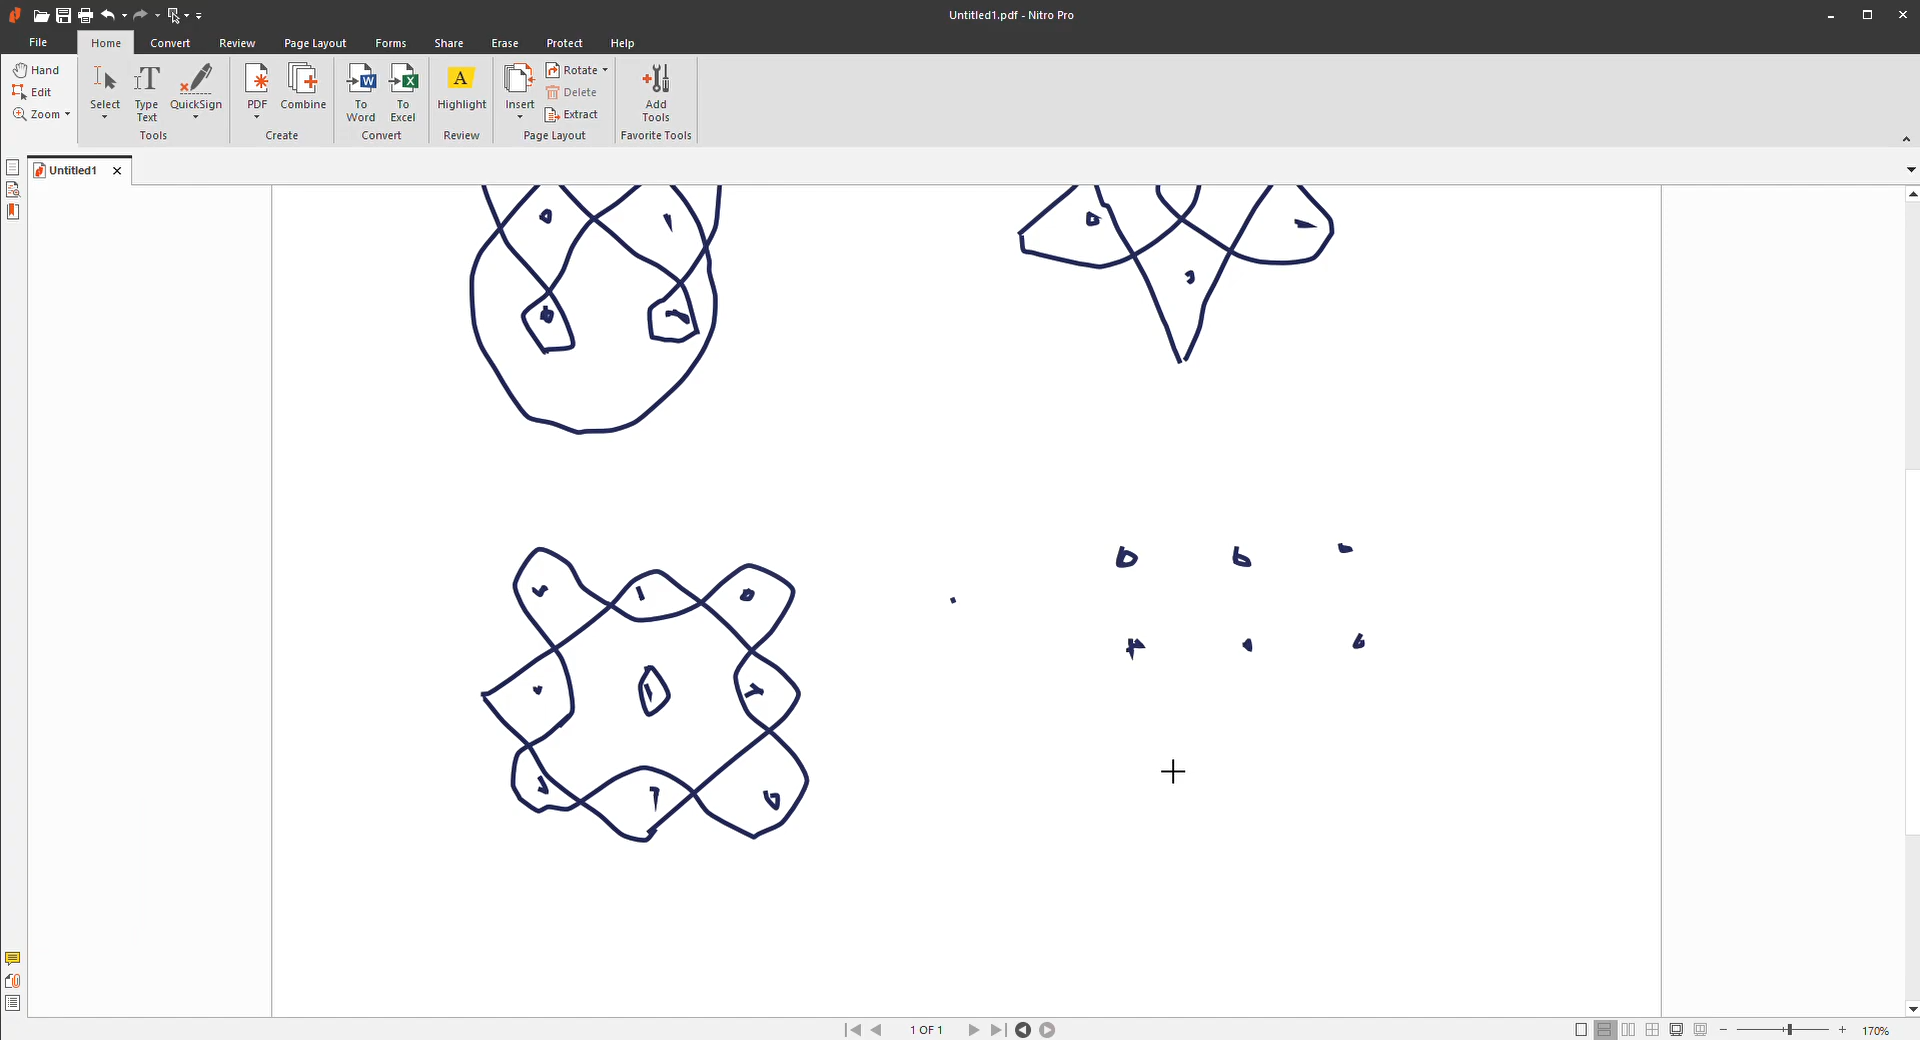 Untitled1.pdf - Nitro Pro
File Home Convert Review Page Layout Forms Share Erase Protect Help
Hand
Edit
Zoom
Select
Type Text
QuickSign
Tools
PDF
Combine
Create
To Word
To Excel
Convert
A
Highlight
Review
Insert
Rotate
Delete
Extract
Page Layout
Add Tools
Favorite Tools
Untitled1
1 OF 1
170%